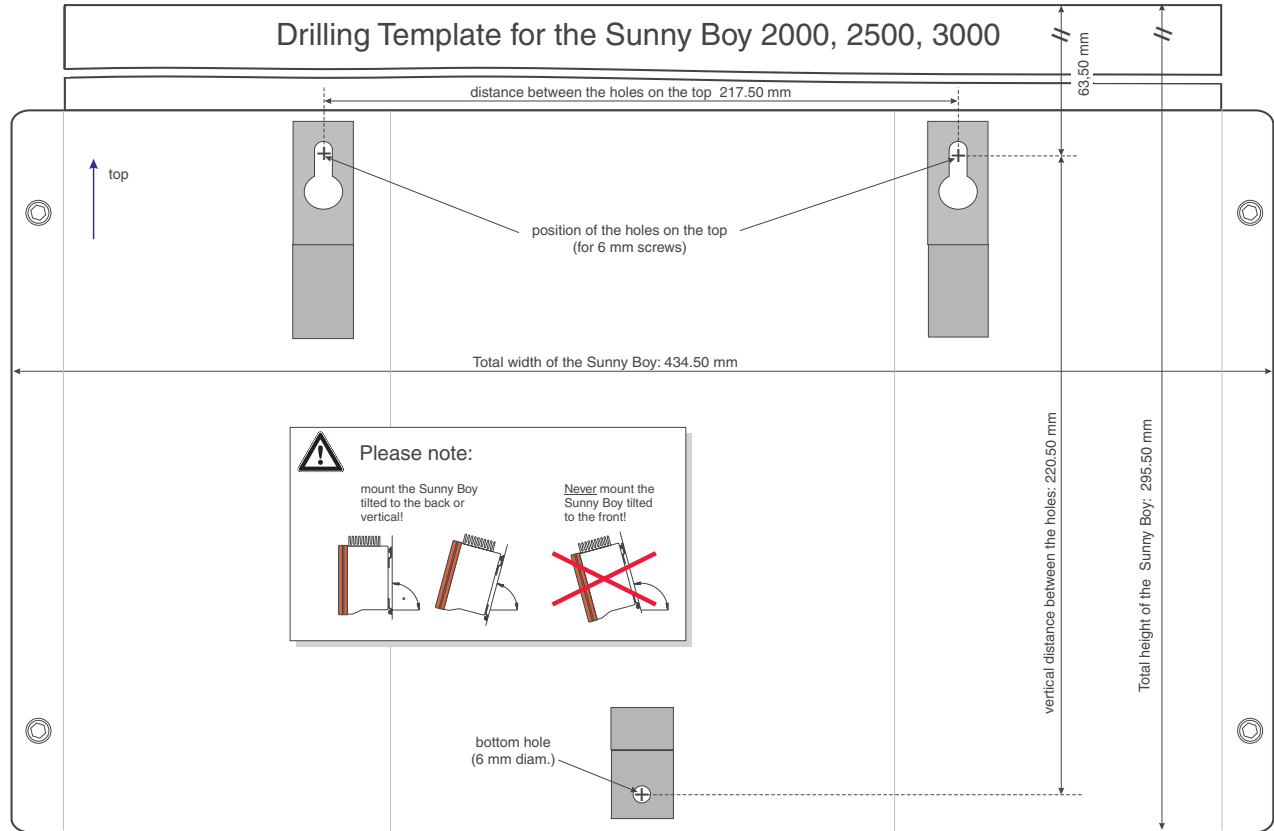 Drilling Template for the Sunny Boy 2000, 2500, 3000
63,50 mm
distance between the holes on the top 217.50 mm
top
position of the holes on the top
(for 6 mm screws)
Total width of the Sunny Boy: 434.50 mm
Please note:
mount the Sunny Boy
tilted to the back or
vertical!
Never mount the
Sunny Boy tilted
to the front!
vertical distance between the holes: 220.50 mm
Total height of the Sunny Boy: 295.50 mm
bottom hole
(6 mm diam.)